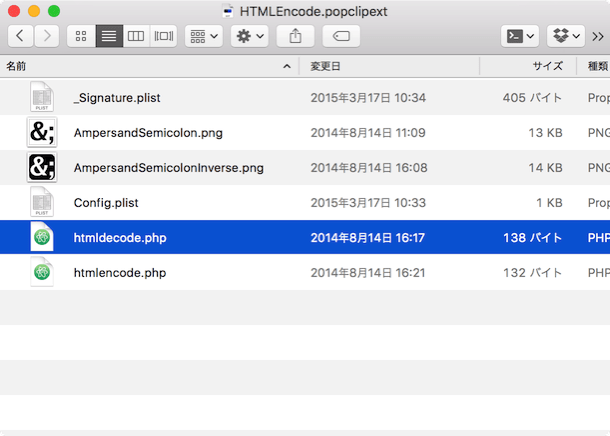 HTMLEncode.popclipext
名前 変更日 サイズ 種類
_Signature.plist 2015年3月17日 10:34 405 バイト Prop
AmpersandSemicolon.png 2014年8月14日 11:09 13 KB PNG
AmpersandSemicolonInverse.png 2014年8月14日 16:08 14 KB PNG
Config.plist 2015年3月17日 10:33 1 KB Prop
htmldecode.php 2014年8月14日 16:17 138 バイト PHP
htmlencode.php 2014年8月14日 16:21 132 バイト PHP